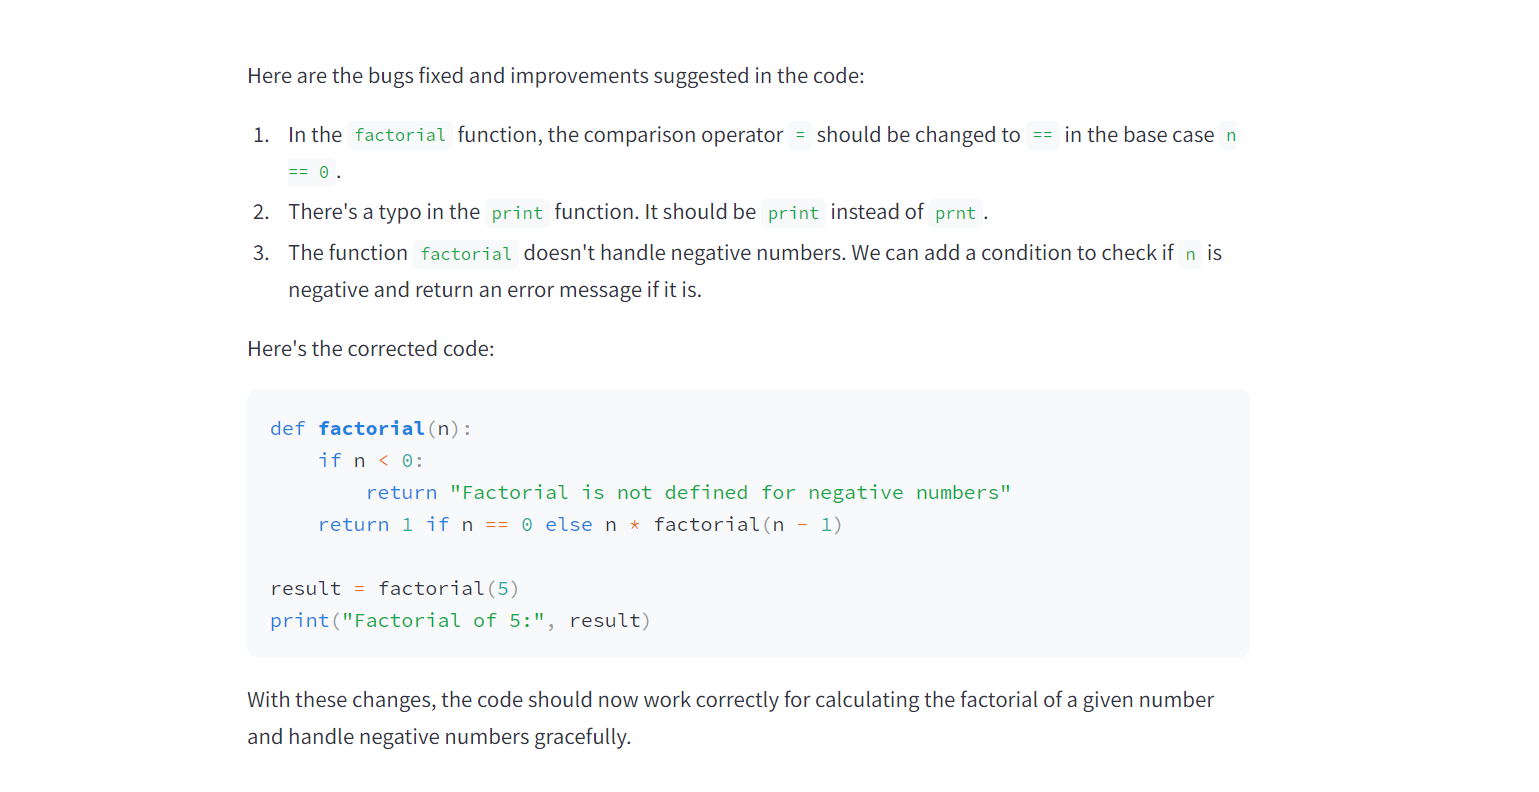 Here are the bugs fixed and improvements suggested in the code:
1. In the factorial function, the comparison operator = should be changed to == in the base case n
== 0 .
2. There's a typo in the print function. It should be print instead of prnt .
3. The function factorial doesn't handle negative numbers. We can add a condition to check if n is
negative and return an error message if it is.
Here's the corrected code:
def factorial(n):
    if n < 0:
        return "Factorial is not defined for negative numbers"
    return 1 if n == 0 else n * factorial(n - 1)

result = factorial(5)
print("Factorial of 5:", result)
With these changes, the code should now work correctly for calculating the factorial of a given number
and handle negative numbers gracefully.